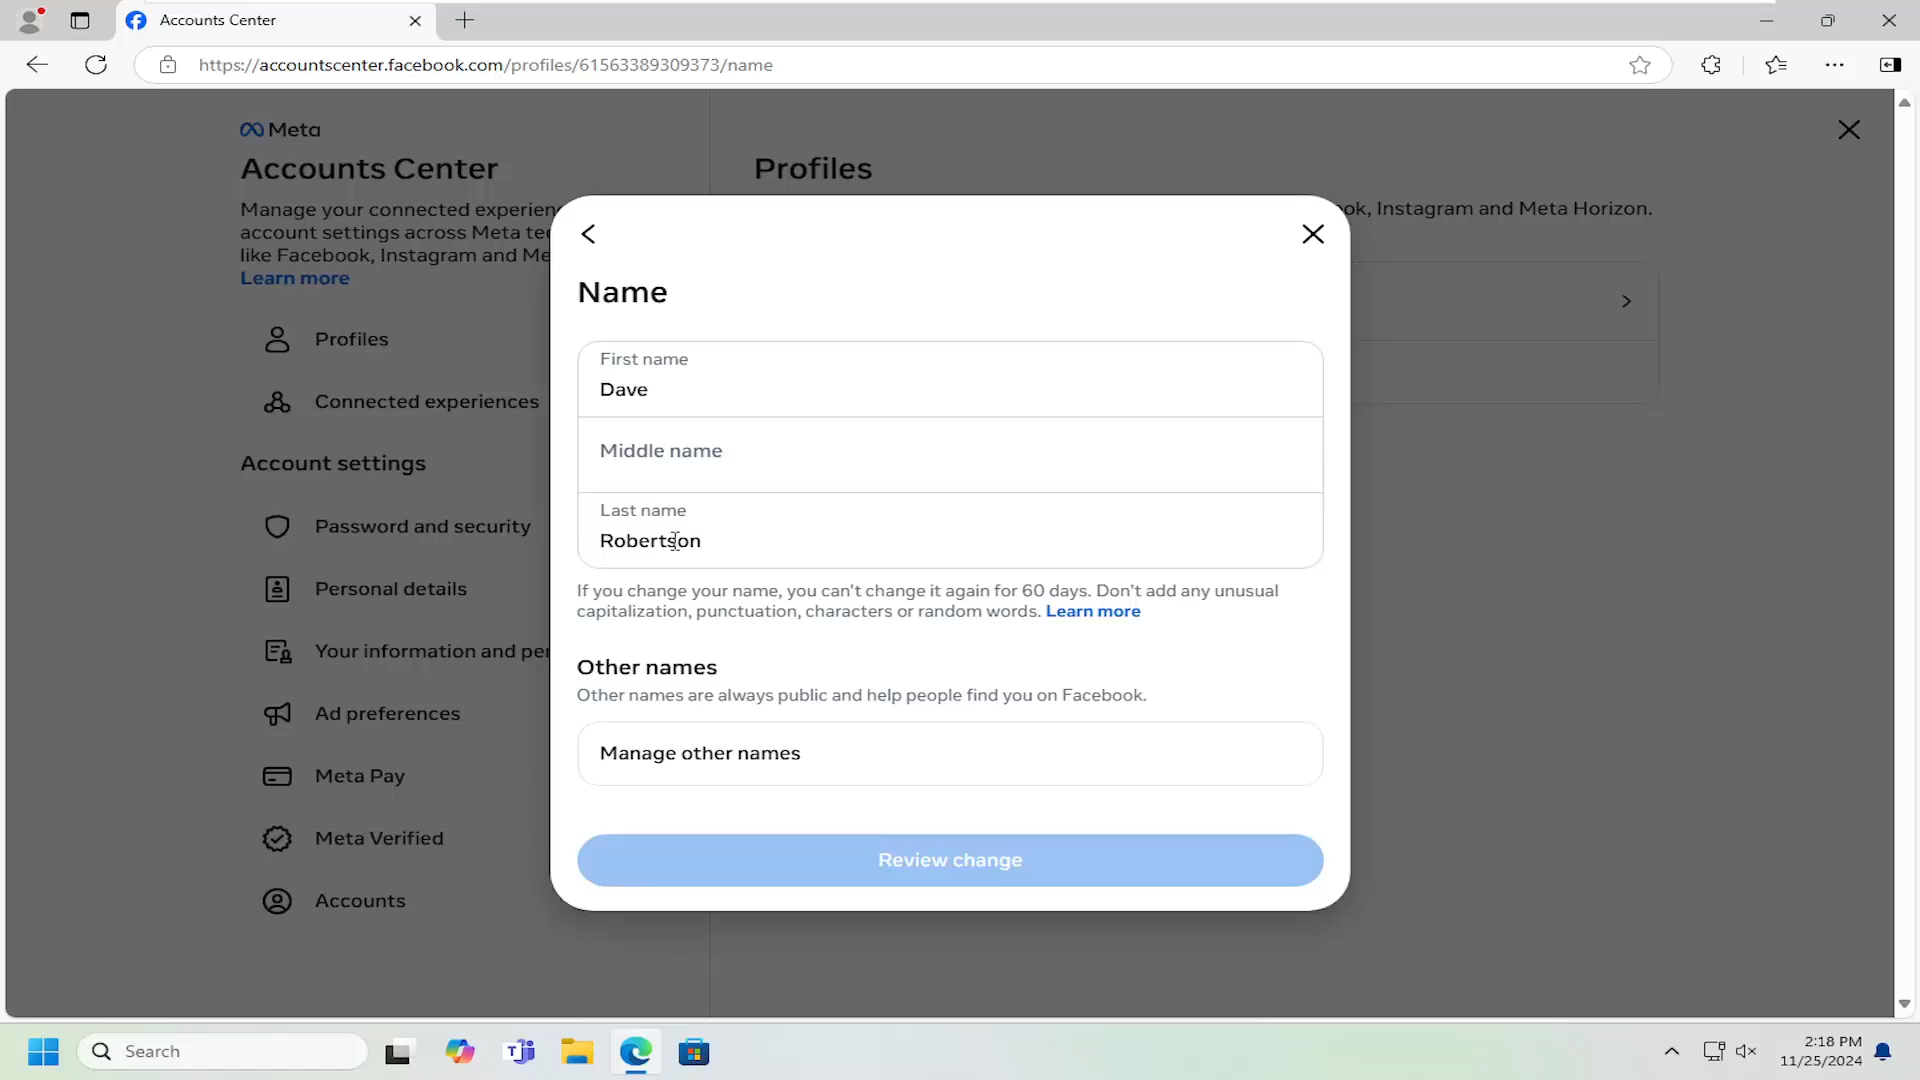 Accounts Center
https://accountscenter.facebook.com/profiles/61563389309373/name
Meta
Accounts Center
Manage your connected
account settings across Meta
like Facebook, Instagram and
Learn more
Profiles
Connected experiences
Account settings
Password and security
Personal details
Your information and
Ad preferences
Meta Pay
Meta Verified
Accounts
Profiles
Instagram and Meta Horizon.
Name
First name
Dave
Middle name
Last name
Robertson
If you change your name, you can't change it again for 60 days. Don't add any unusual
capitalization, punctuation, characters or random words. Learn more
Other names
Other names are always public and help people find you on Facebook.
Manage other names
Review change
Search
2:18 PM
11/25/2024